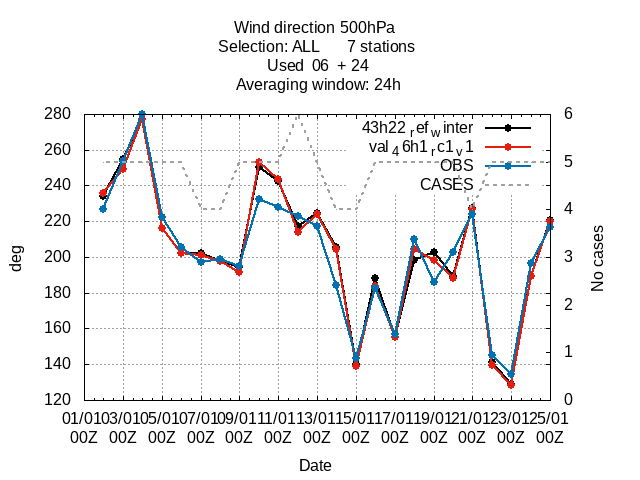 Wind direction 500hPa
Selection: ALL 7 stations
Used 06 + 24
Averaging window: 24h
43h22_ref_winter
val_46h1_rc1_v1
OBS
CASES
deg
No cases
280
260
240
220
200
180
160
140
120
6
5
4
3
2
1
0
01/01 03/01 05/01 07/01 09/01 11/01 13/01 15/01 17/01 19/01 21/01 23/01 25/01
00Z 00Z 00Z 00Z 00Z 00Z 00Z 00Z 00Z 00Z 00Z 00Z 00Z
Date